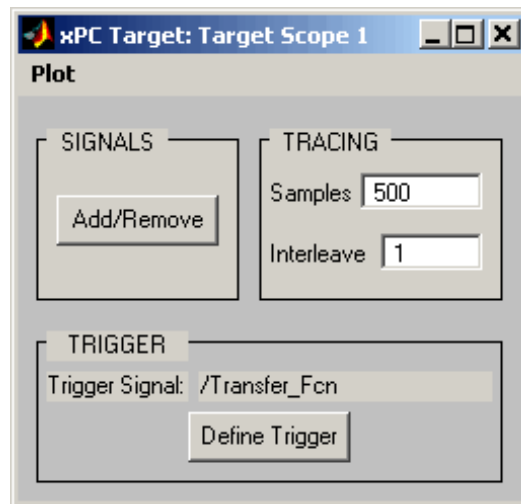 xPC Target: Target Scope 1
Plot
SIGNALS
Add/Remove
TRACING
Samples 500
Interleave 1
TRIGGER
Trigger Signal: /Transfer_Fcn
Define Trigger